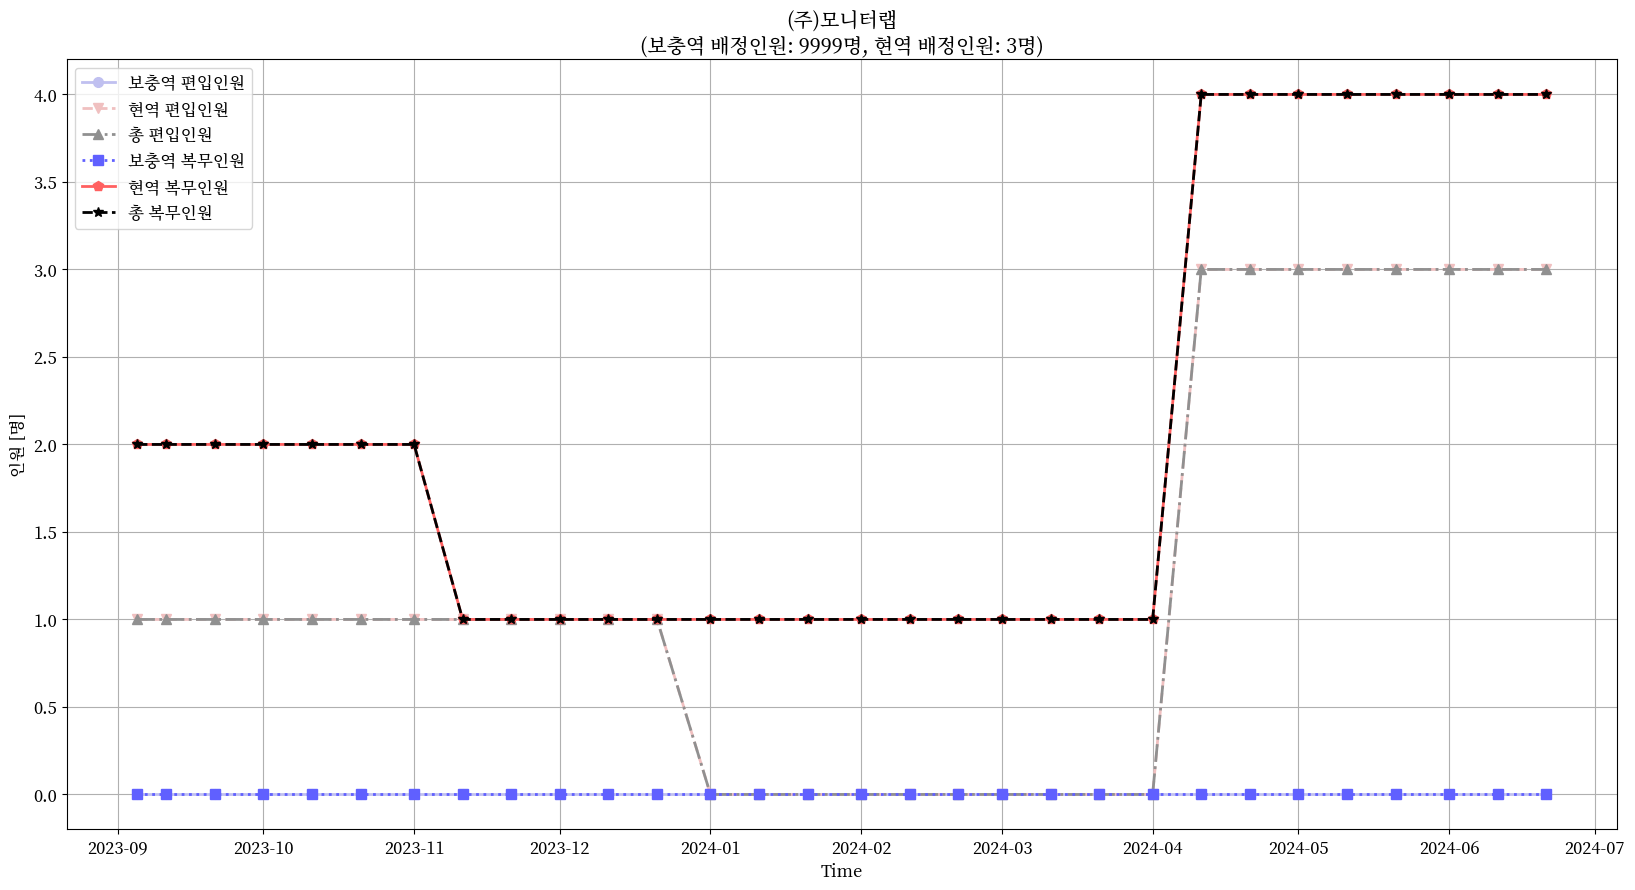 (주)모니터랩
(보충역 배정인원: 9999명, 현역 배정인원: 3명)
보충역 편입인원
현역 편입인원
총 편입인원
보충역 복무인원
현역 복무인원
총 복무인원
4.0
3.5
3.0
2.5
2.0
1.5
1.0
0.5
0.0
인원 [명]
2023-09 2023-10 2023-11 2023-12 2024-01 2024-02 2024-03 2024-04 2024-05 2024-06 2024-07
Time